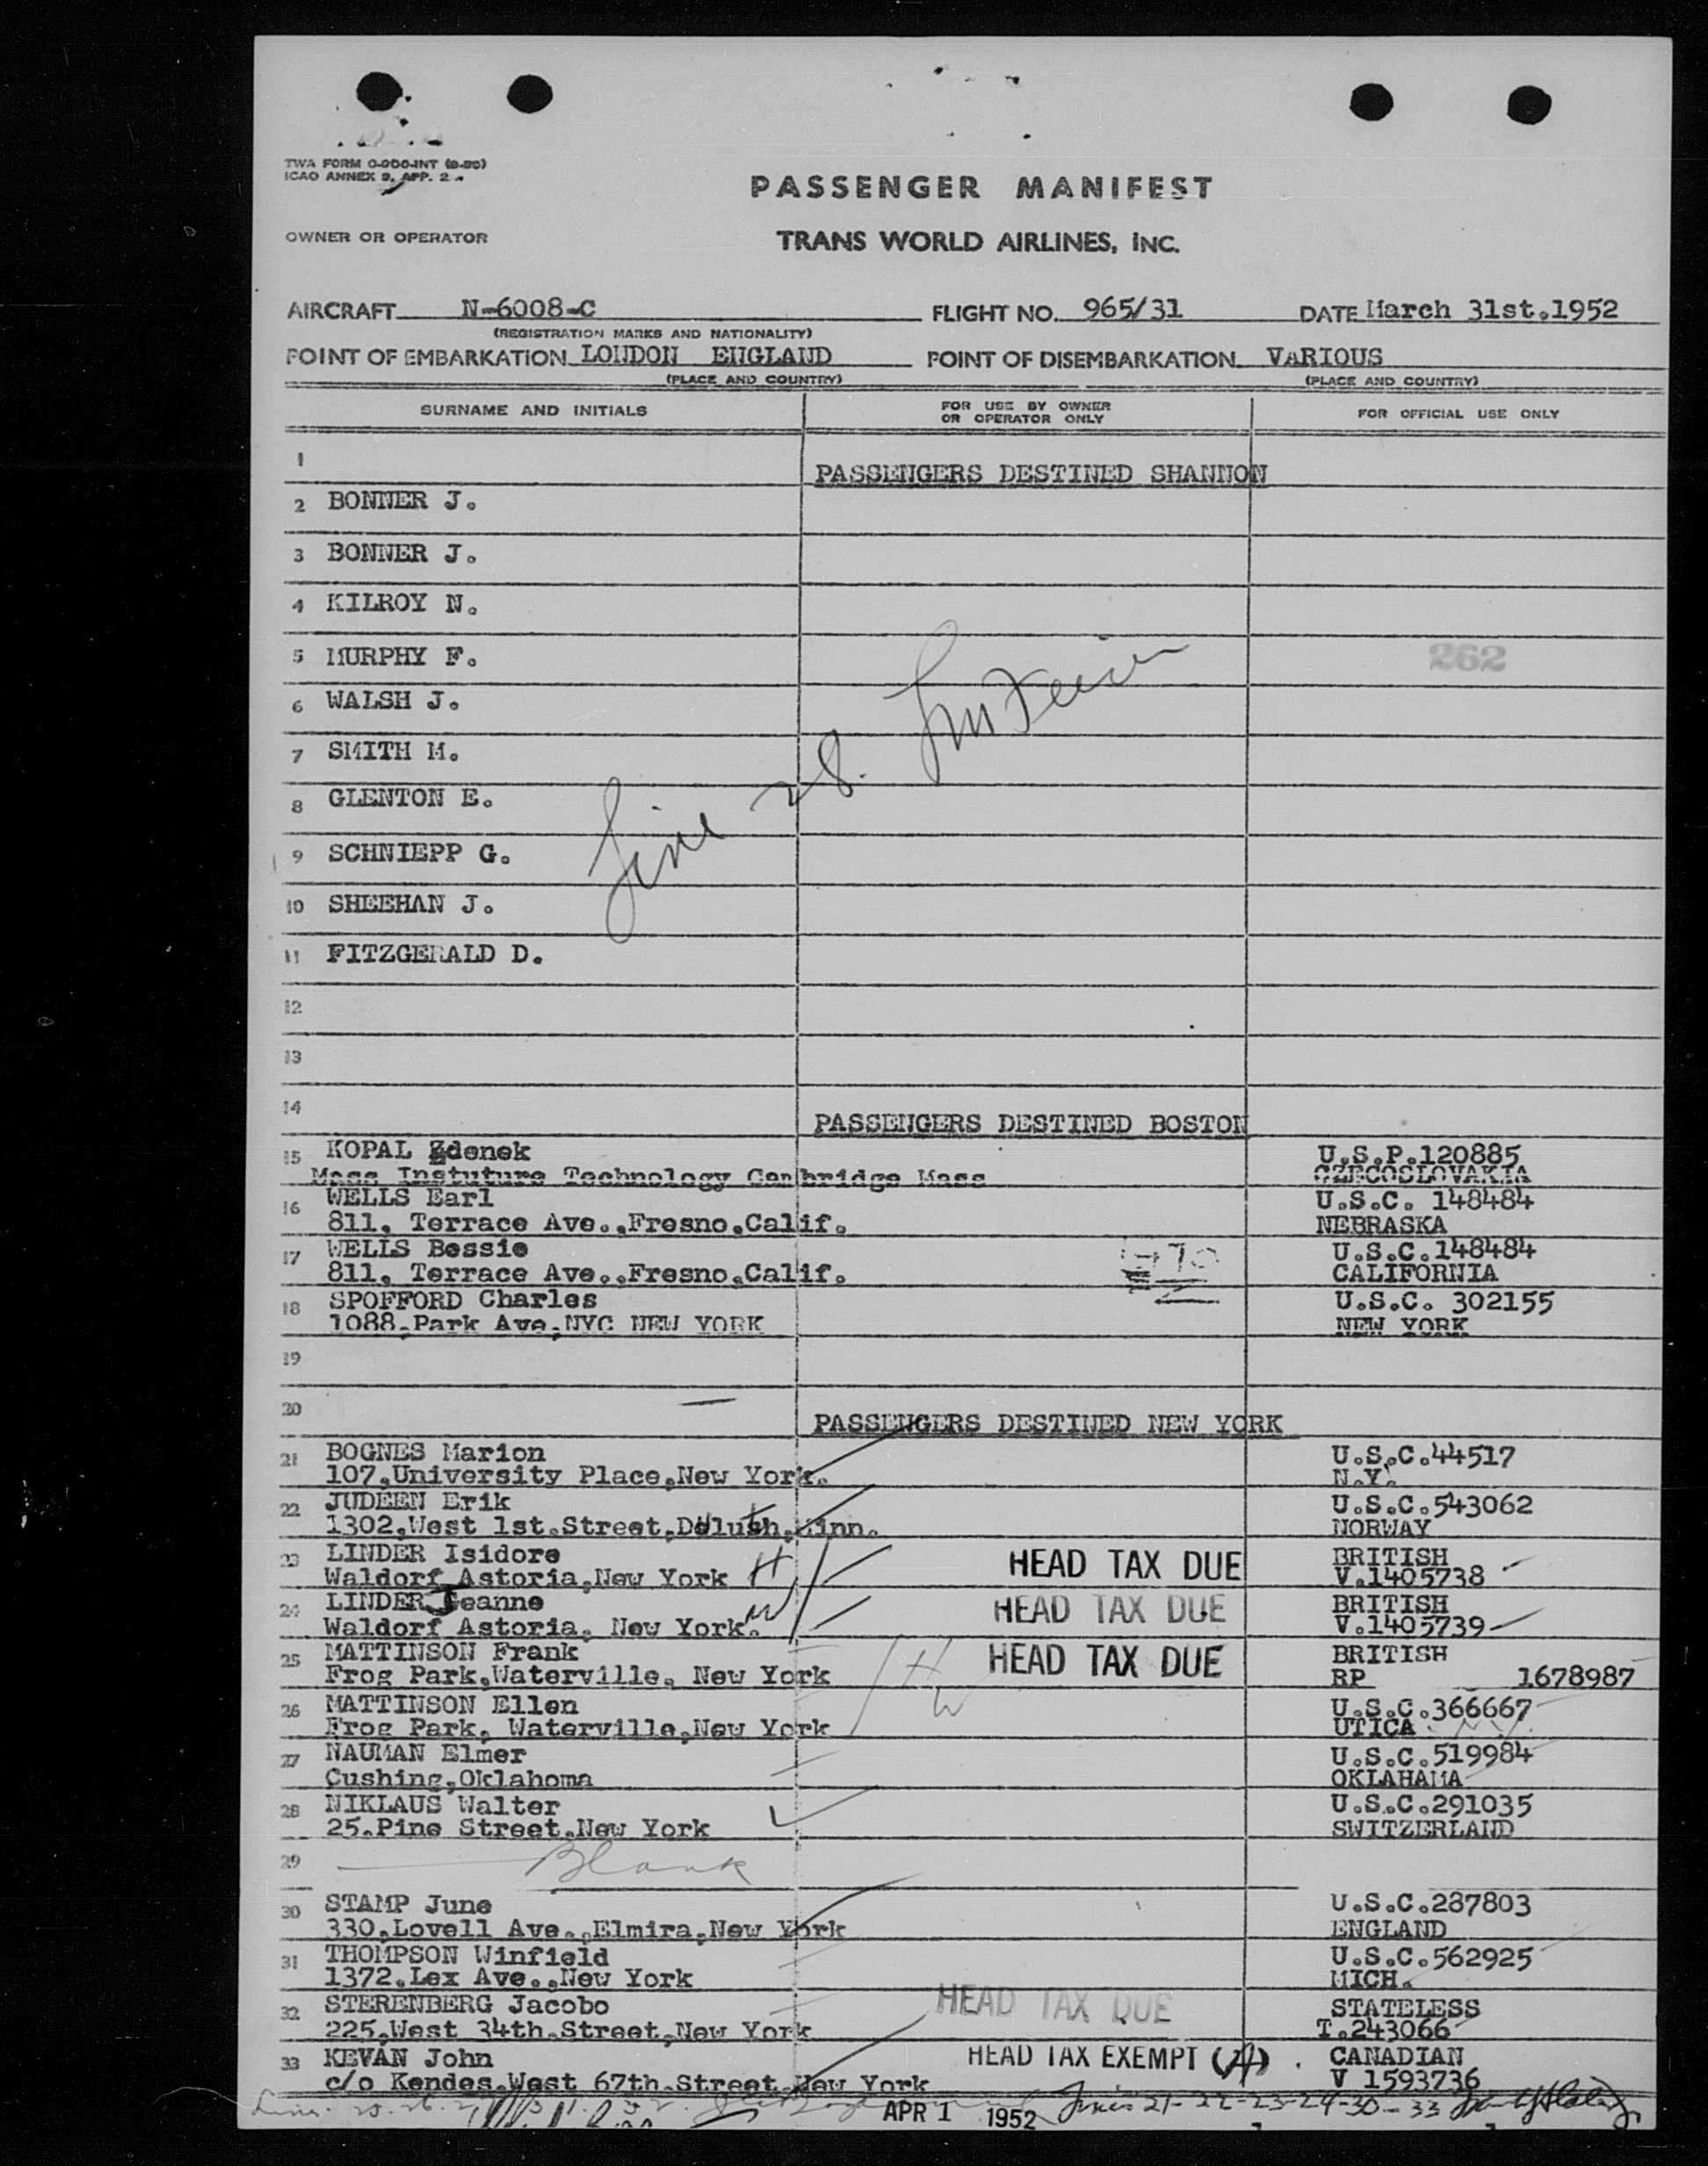 TWA FORM O-000-INT (9-50)
ICAO ANNEX 9, APP. 2
PASSENGER MANIFEST
OWNER OR OPERATOR TRANS WORLD AIRLINES, INC.
AIRCRAFT N-6008-C FLIGHT NO. 965/31 DATE March 31st.1952
(REGISTRATION MARKS AND NATIONALITY)
POINT OF EMBARKATION LONDON ENGLAND POINT OF DISEMBARKATION VARIOUS
(PLACE AND COUNTRY) (PLACE AND COUNTRY)
SURNAME AND INITIALS FOR USE BY OWNER OR OPERATOR ONLY FOR OFFICIAL USE ONLY
1 PASSENGERS DESTINED SHANNON
2 BONNER J.
3 BONNER J.
4 KILROY N.
5 MURPHY F. 262
6 WALSH J.
7 SMITH M.
8 GLENTON E.
Line 28.
9 SCHNIEPP G.
10 SHEEHAN J.
11 FITZGERALD D.
12
13
14 PASSENGERS DESTINED BOSTON
15 KOPAL Zdenek U.S.P.120885
Mass Instuture Technology Cambridge Mass CZECOSLOVAKIA
16 WELLS Earl U.S.C. 148484
811, Terrace Ave.,Fresno,Calif. NEBRASKA
17 WELLS Bessie U.S.C.148484
811, Terrace Ave.,Fresno,Calif. CALIFORNIA
18 SPOFFORD Charles U.S.C. 302155
1088,Park Ave,NYC NEW YORK NEW YORK
19
20 PASSENGERS DESTINED NEW YORK
21 BOGNES Marion U.S.C.44517
107,University Place,New York. N.Y.
22 JUDEEN Erik U.S.C.543062
1302,West 1st.Street,Duluth,Minn. NORWAY
23 LINDER Isidore HEAD TAX DUE BRITISH
Waldorf Astoria,New York H V.1405738
24 LINDER Jeanne HEAD TAX DUE BRITISH
Waldorf Astoria, New York. W V.1405739
25 MATTINSON Frank HEAD TAX DUE BRITISH
Frog Park,Waterville, New York H RP 1678987
26 MATTINSON Ellen W U.S.C.366667
Frog Park, Waterville,New York UTICA N.Y.
27 NAUMAN Elmer U.S.C.519984
Cushing,Oklahoma OKLAHAMA
28 NIKLAUS Walter U.S.C.291035
25.Pine Street,New York SWITZERLAND
29 Blank
30 STAMP June U.S.C.287803
330,Lovell Ave.,Elmira,New York ENGLAND
31 THOMPSON Winfield U.S.C.562925
1372.Lex Ave.,New York MICH.
32 STERENBERG Jacobo HEAD TAX DUE STATELESS
225,West 34th.Street,New York T.243066
33 KEVAN John HEAD TAX EXEMPT (A). CANADIAN
c/o Kendes,West 67th.Street,New York V 1593736
APR 1 1952 Lines 21-22-23-24-30-33